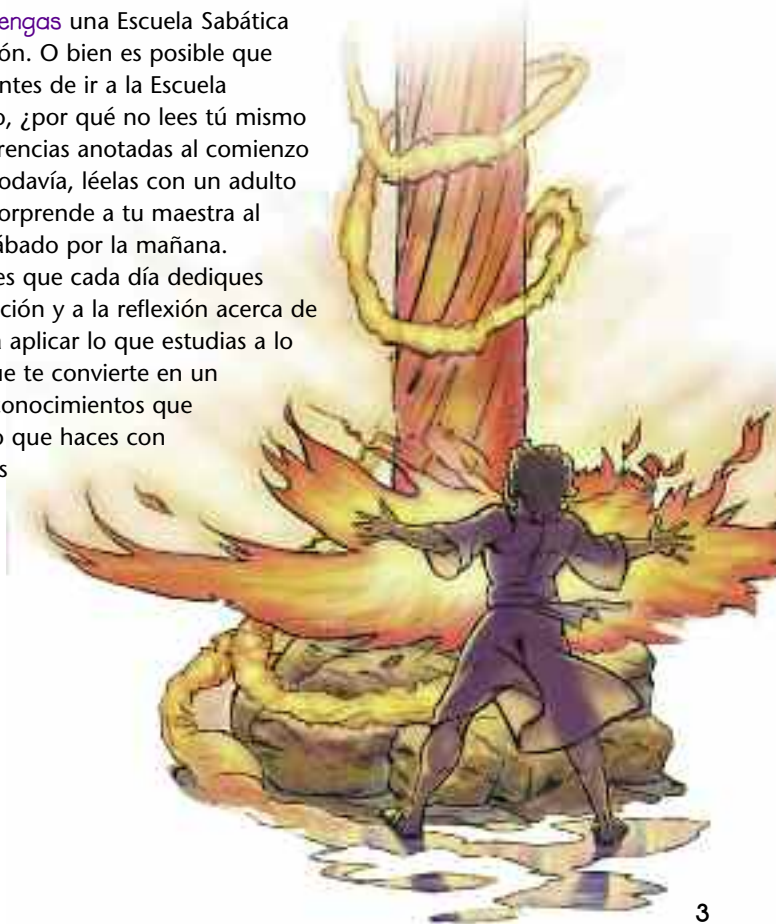 engas una Escuela Sabática
ón. O bien es posible que
ntes de ir a la Escuela
o, ¿por qué no lees tú mismo
rencias anotadas al comienzo
odavía, léelas con un adulto
orprende a tu maestra al
ábado por la mañana.
es que cada día dediques
ción y a la reflexión acerca de
a aplicar lo que estudias a lo
ue te convierte en un
onocimientos que
o que haces con
s
3